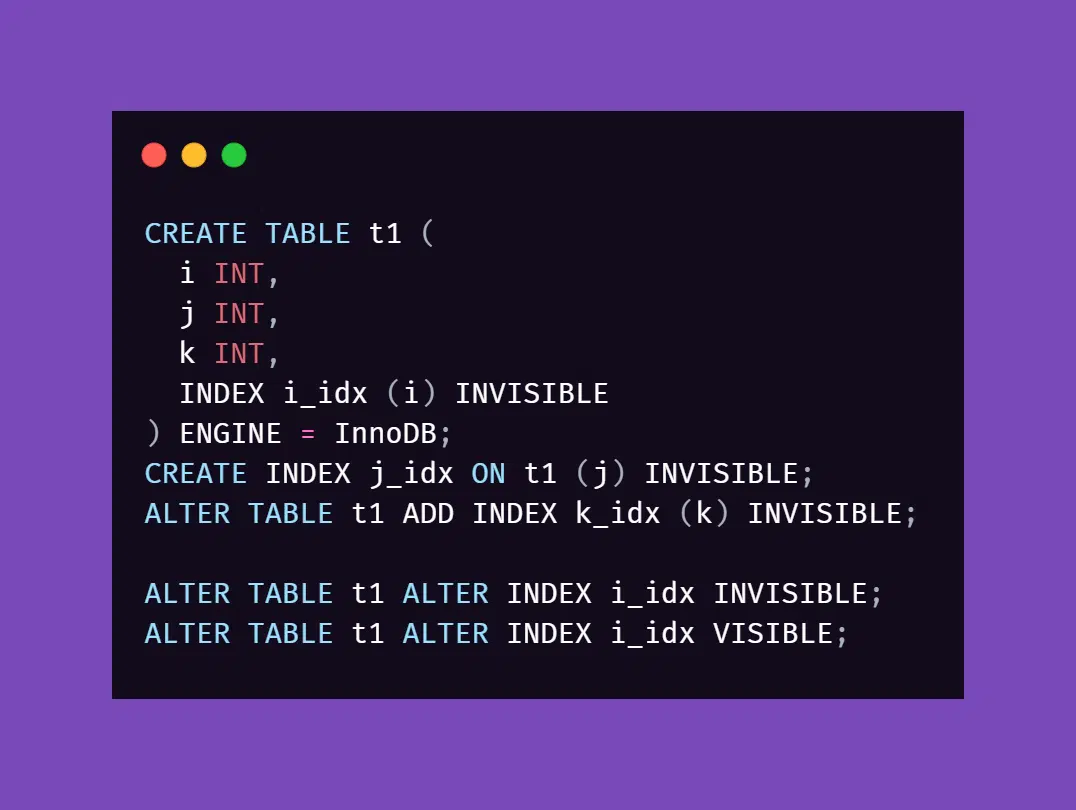 CREATE TABLE t1 (
  i INT,
  j INT,
  k INT,
  INDEX i_idx (i) INVISIBLE
) ENGINE = InnoDB;
CREATE INDEX j_idx ON t1 (j) INVISIBLE;
ALTER TABLE t1 ADD INDEX k_idx (k) INVISIBLE;

ALTER TABLE t1 ALTER INDEX i_idx INVISIBLE;
ALTER TABLE t1 ALTER INDEX i_idx VISIBLE;